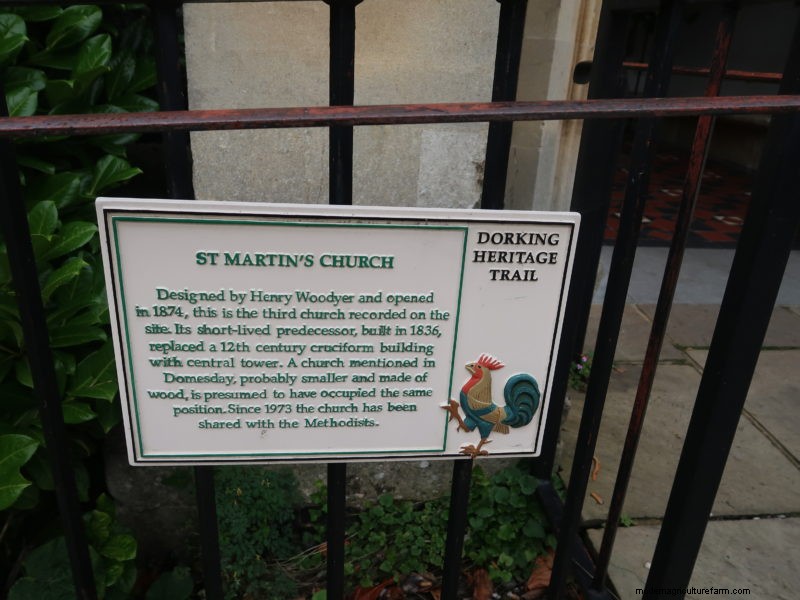 ST MARTIN'S CHURCH
Designed by Henry Woodyer and opened
in 1874, this is the third church recorded on the
site. Its short-lived predecessor, built in 1836,
replaced a 12th century cruciform building
with central tower. A church mentioned in
Domesday, probably smaller and made of
wood, is presumed to have occupied the same
position. Since 1973 the church has been
shared with the Methodists.
DORKING
HERITAGE
TRAIL